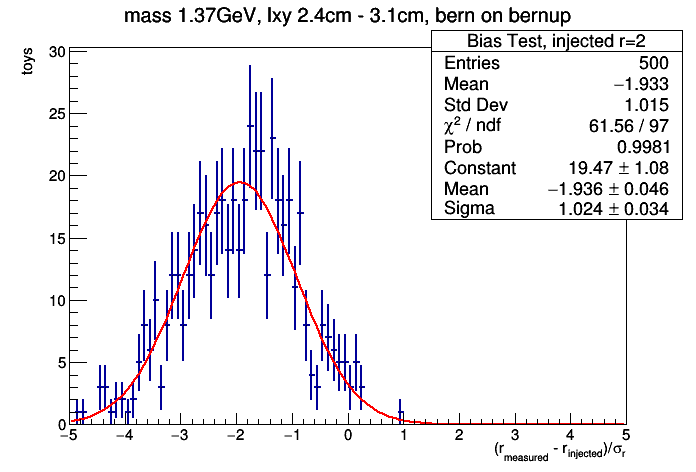 mass 1.37GeV, lxy 2.4cm - 3.1cm, bern on bernup
Bias Test, injected r=2
Entries 500
Mean −1.933
Std Dev 1.015
χ² / ndf 61.56 / 97
Prob 0.9981
Constant 19.47 ± 1.08
Mean −1.936 ± 0.046
Sigma 1.024 ± 0.034
toys
30
25
20
15
10
5
0
−5 −4 −3 −2 −1 0 1 2 3 4 5
(r_measured - r_injected)/σ_r